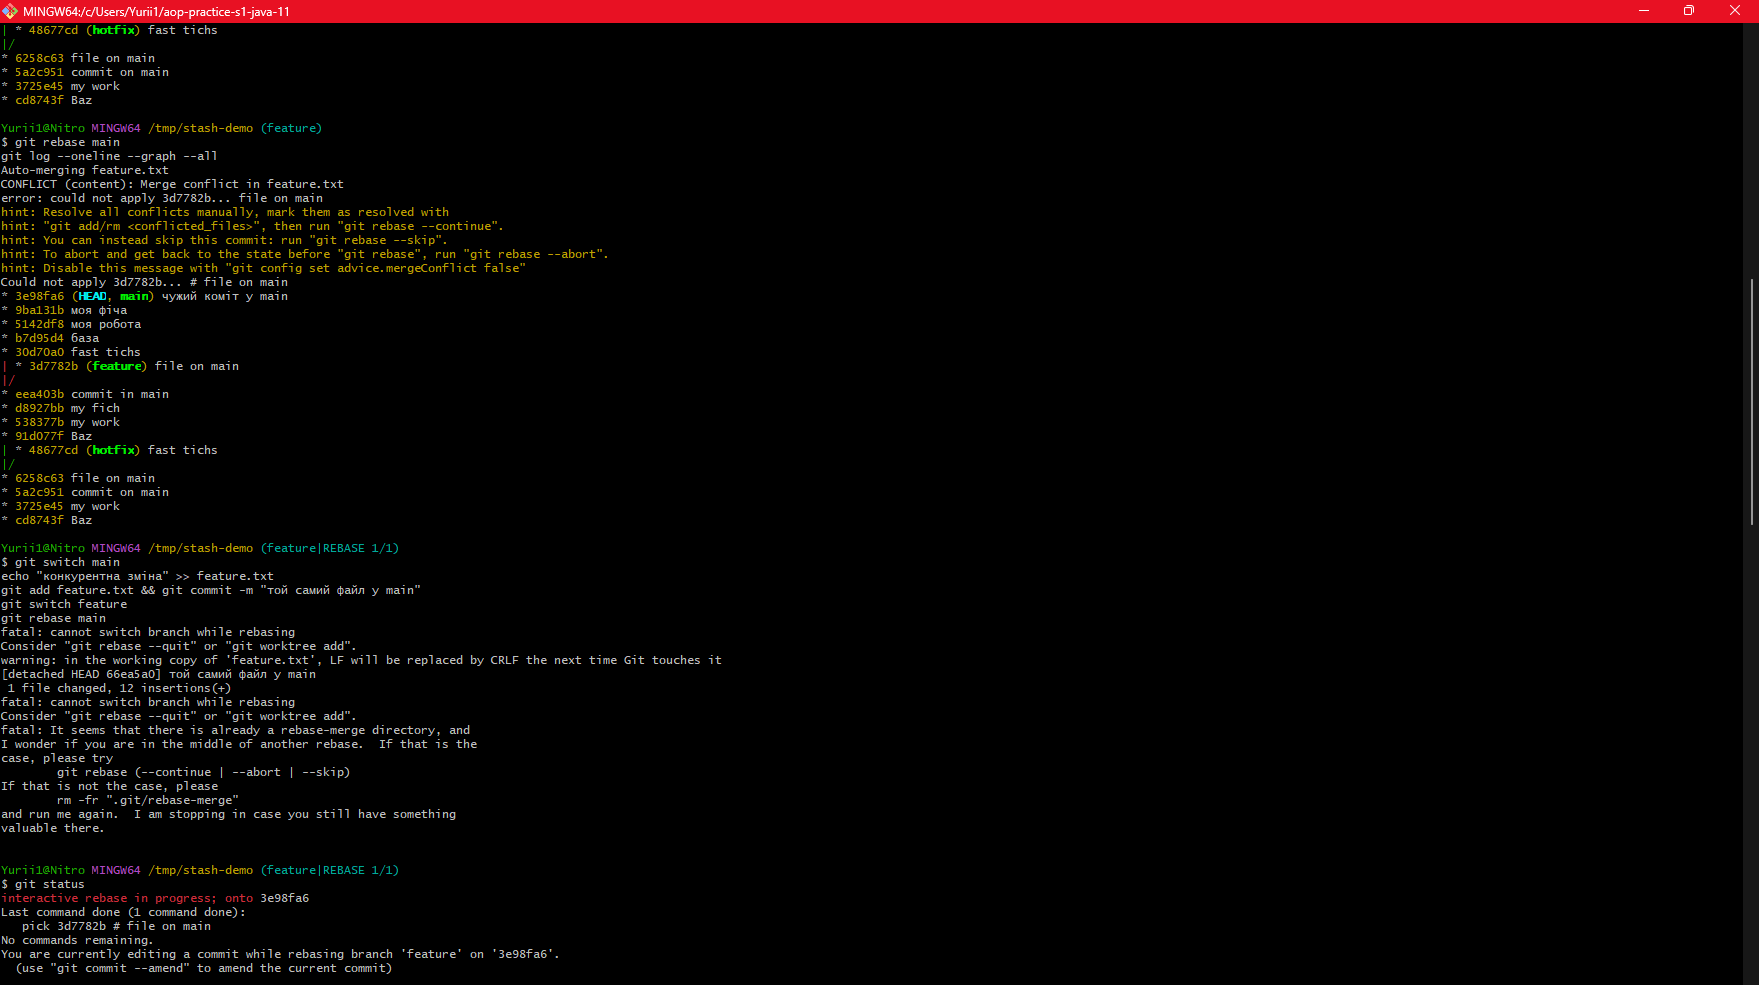 MINGW64:/c/Users/Yurii1/aop-practice-s1-java-11
| * 48677cd (hotfix) fast tichs
|/
* 6258c63 file on main
* 5a2c951 commit on main
* 3725e45 my work
* cd8743f Baz
Yurii1@Nitro MINGW64 /tmp/stash-demo (feature)
$ git rebase main
git log --oneline --graph --all
Auto-merging feature.txt
CONFLICT (content): Merge conflict in feature.txt
error: could not apply 3d7782b... file on main
hint: Resolve all conflicts manually, mark them as resolved with
hint: "git add/rm <conflicted_files>", then run "git rebase --continue".
hint: You can instead skip this commit: run "git rebase --skip".
hint: To abort and get back to the state before "git rebase", run "git rebase --abort".
hint: Disable this message with "git config set advice.mergeConflict false"
Could not apply 3d7782b... # file on main
* 3e98fa6 (HEAD, main) чужий коміт у main
* 9ba131b моя фіча
* 5142df8 моя робота
* b7d95d4 база
* 30d70a0 fast tichs
| * 3d7782b (feature) file on main
|/
* eea403b commit in main
* d8927bb my fich
* 538377b my work
* 91d077f Baz
| * 48677cd (hotfix) fast tichs
|/
* 6258c63 file on main
* 5a2c951 commit on main
* 3725e45 my work
* cd8743f Baz
Yurii1@Nitro MINGW64 /tmp/stash-demo (feature|REBASE 1/1)
$ git switch main
echo "конкурентна зміна" >> feature.txt
git add feature.txt && git commit -m "той самий файл у main"
git switch feature
git rebase main
fatal: cannot switch branch while rebasing
Consider "git rebase --quit" or "git worktree add".
warning: in the working copy of 'feature.txt', LF will be replaced by CRLF the next time Git touches it
[detached HEAD 66ea5a0] той самий файл у main
 1 file changed, 12 insertions(+)
fatal: cannot switch branch while rebasing
Consider "git rebase --quit" or "git worktree add".
fatal: It seems that there is already a rebase-merge directory, and
I wonder if you are in the middle of another rebase.  If that is the
case, please try
        git rebase (--continue | --abort | --skip)
If that is not the case, please
        rm -fr ".git/rebase-merge"
and run me again.  I am stopping in case you still have something
valuable there.
Yurii1@Nitro MINGW64 /tmp/stash-demo (feature|REBASE 1/1)
$ git status
interactive rebase in progress; onto 3e98fa6
Last command done (1 command done):
   pick 3d7782b # file on main
No commands remaining.
You are currently editing a commit while rebasing branch 'feature' on '3e98fa6'.
  (use "git commit --amend" to amend the current commit)